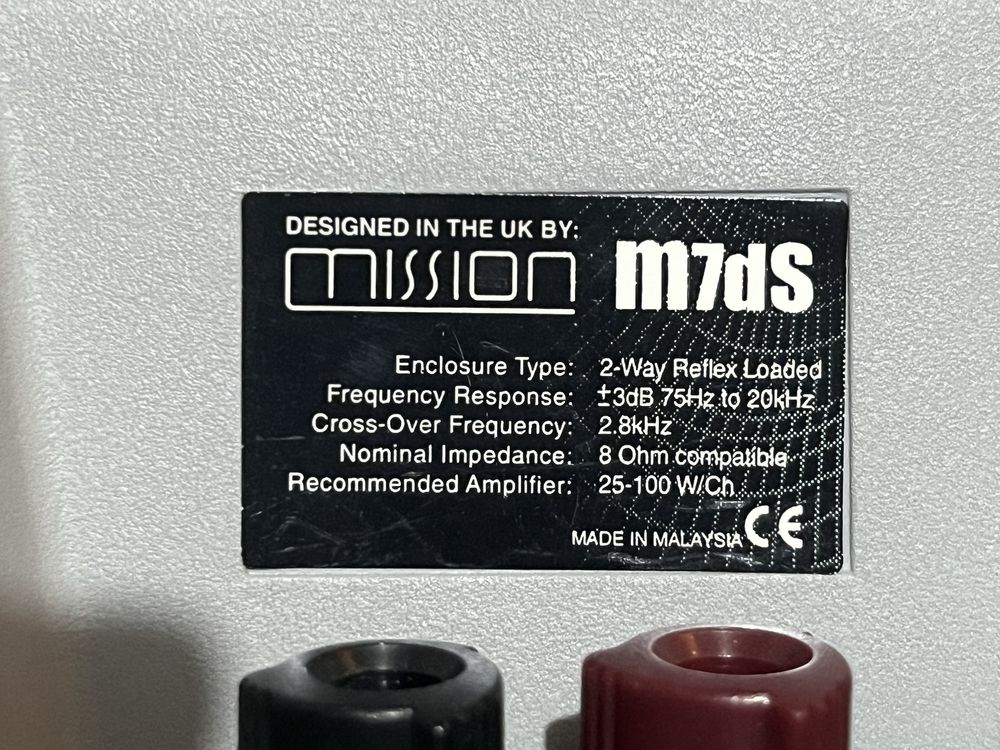 DESIGNED IN THE UK BY:
mission
m7dS
Enclosure Type: 2-Way Reflex Loaded
Frequency Response: ±3dB 75Hz to 20kHz
Cross-Over Frequency: 2.8kHz
Nominal Impedance: 8 Ohm compatible
Recommended Amplifier: 25-100 W/Ch
MADE IN MALAYSIA CE